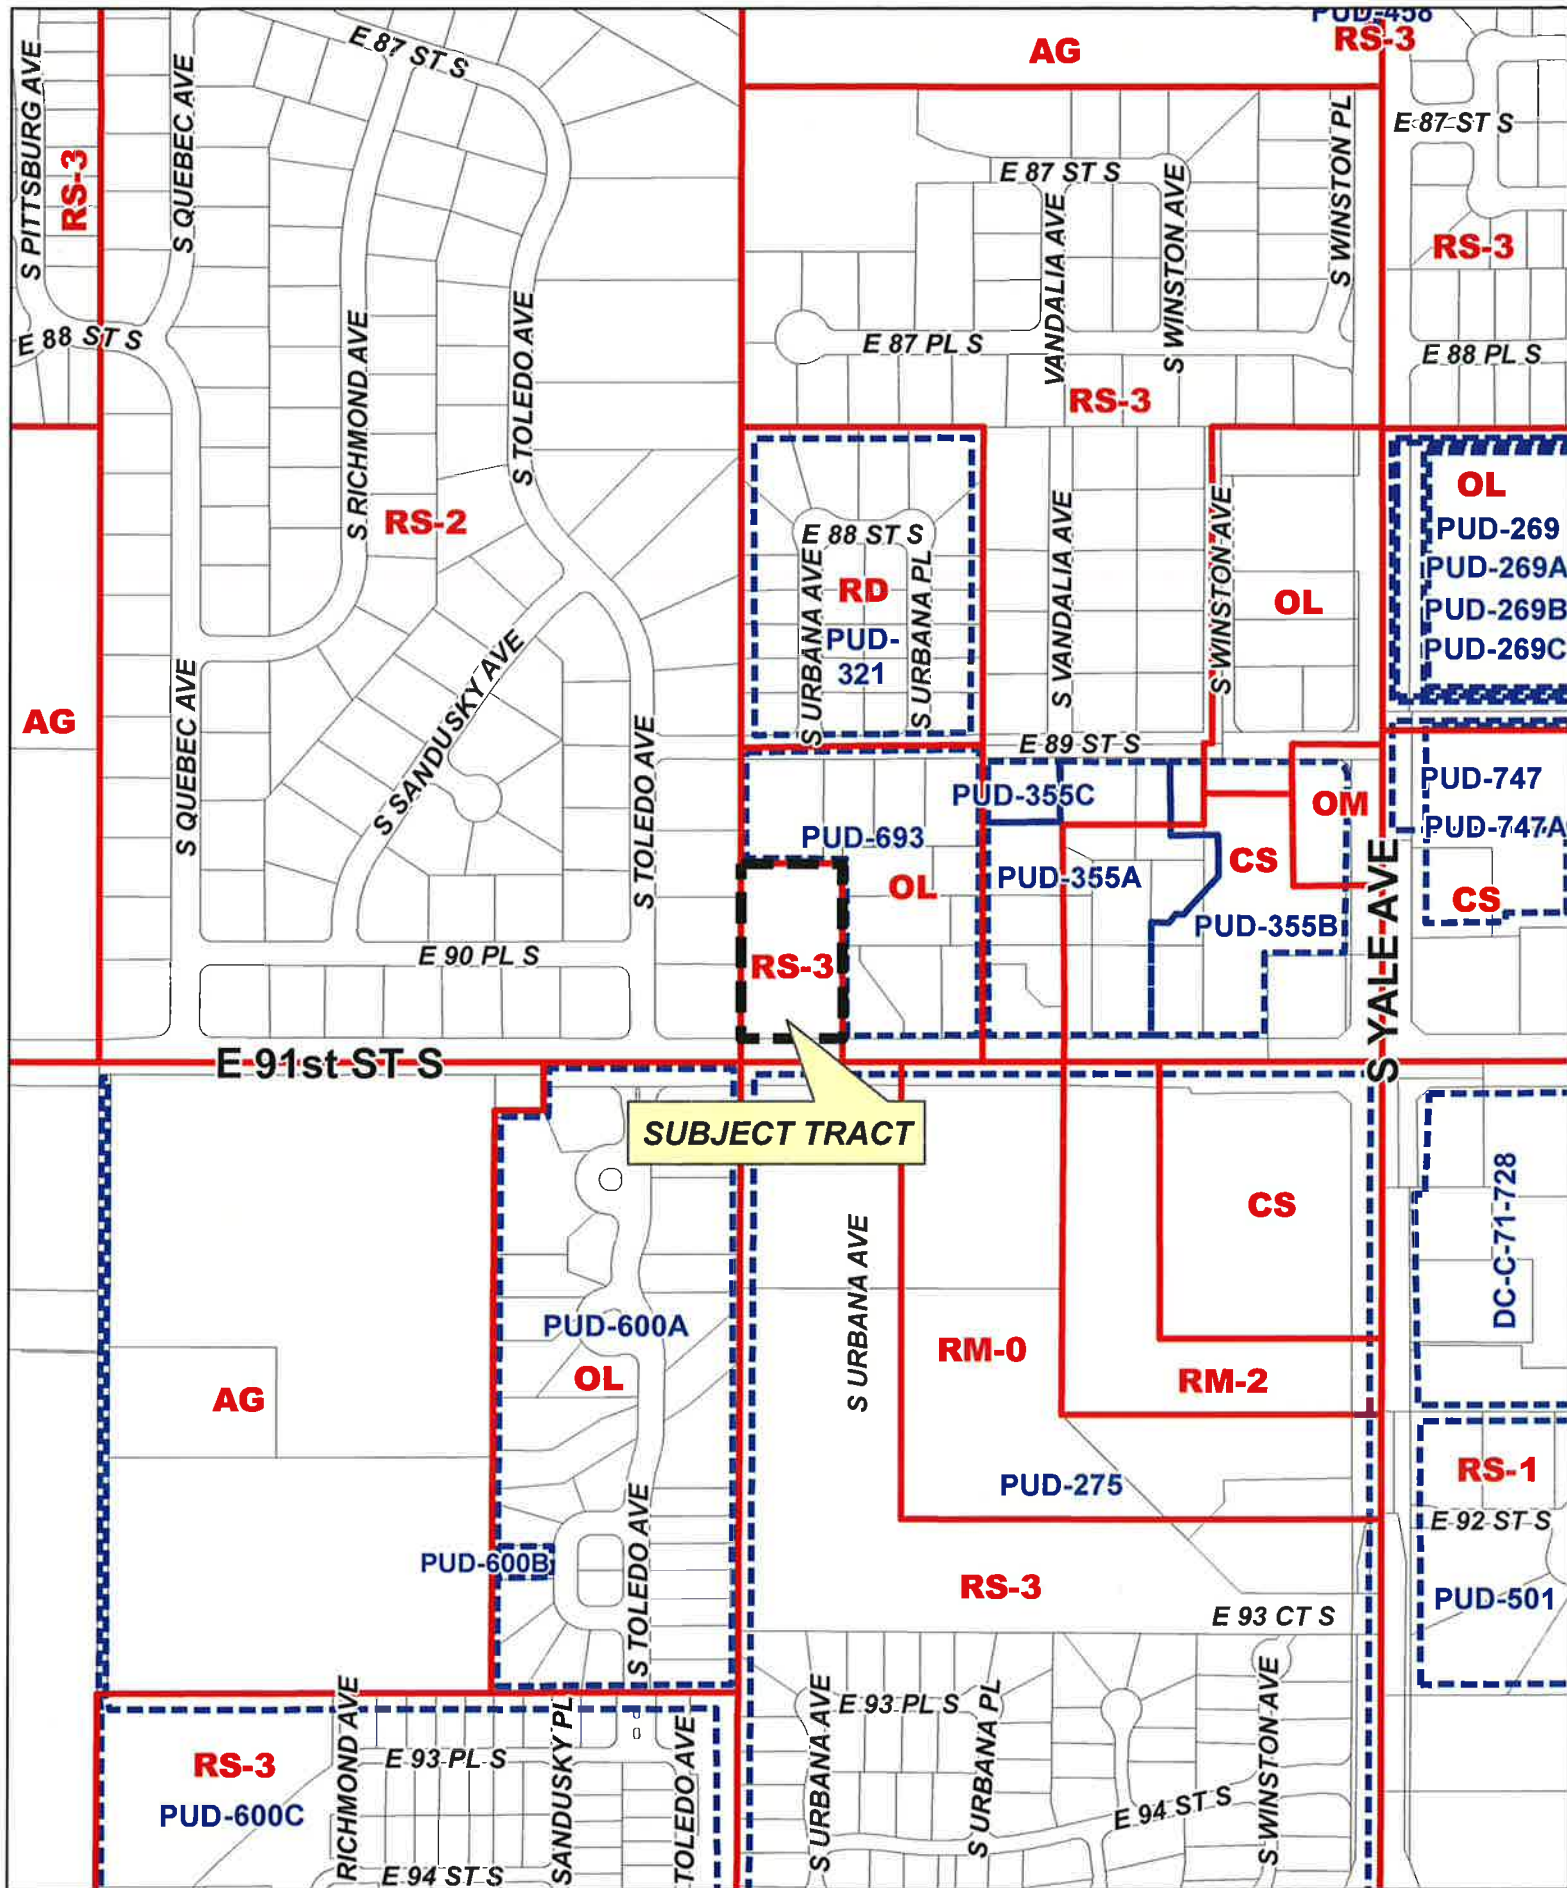 PUD-458
RS-3
AG
E 87 ST S
S PITTSBURG AVE
RS-3
S QUEBEC AVE
E 87 ST S
E 87 ST S
S WINSTON PL
VANDALIA AVE
S WINSTON AVE
RS-3
E 88 ST S
S RICHMOND AVE
S TOLEDO AVE
E 87 PL S
E 88 PL S
RS-3
RS-2
OL
PUD-269
PUD-269A
PUD-269B
PUD-269C
E 88 ST S
S URBANA AVE
RD
PUD-
321
S URBANA PL
S VANDALIA AVE
S WINSTON AVE
OL
AG
S QUEBEC AVE
S SANDUSKY AVE
S TOLEDO AVE
E 89 ST S
PUD-355C
OM
PUD-747
PUD-747A
PUD-693
OL
PUD-355A
CS
CS
PUD-355B
E 90 PL S
RS-3
S YALE AVE
E 91st ST S
SUBJECT TRACT
CS
DC-C-71-728
S URBANA AVE
PUD-600A
OL
RM-0
RM-2
AG
PUD-275
RS-1
E 92 ST S
PUD-600B
S TOLEDO AVE
RS-3
PUD-501
E 93 CT S
RICHMOND AVE
SANDUSKY PL
TOLEDO AVE
S URBANA AVE
E 93 PL S
S URBANA PL
S WINSTON AVE
RS-3
E 93 PL S
PUD-600C
E 94 ST S
E 94 ST S